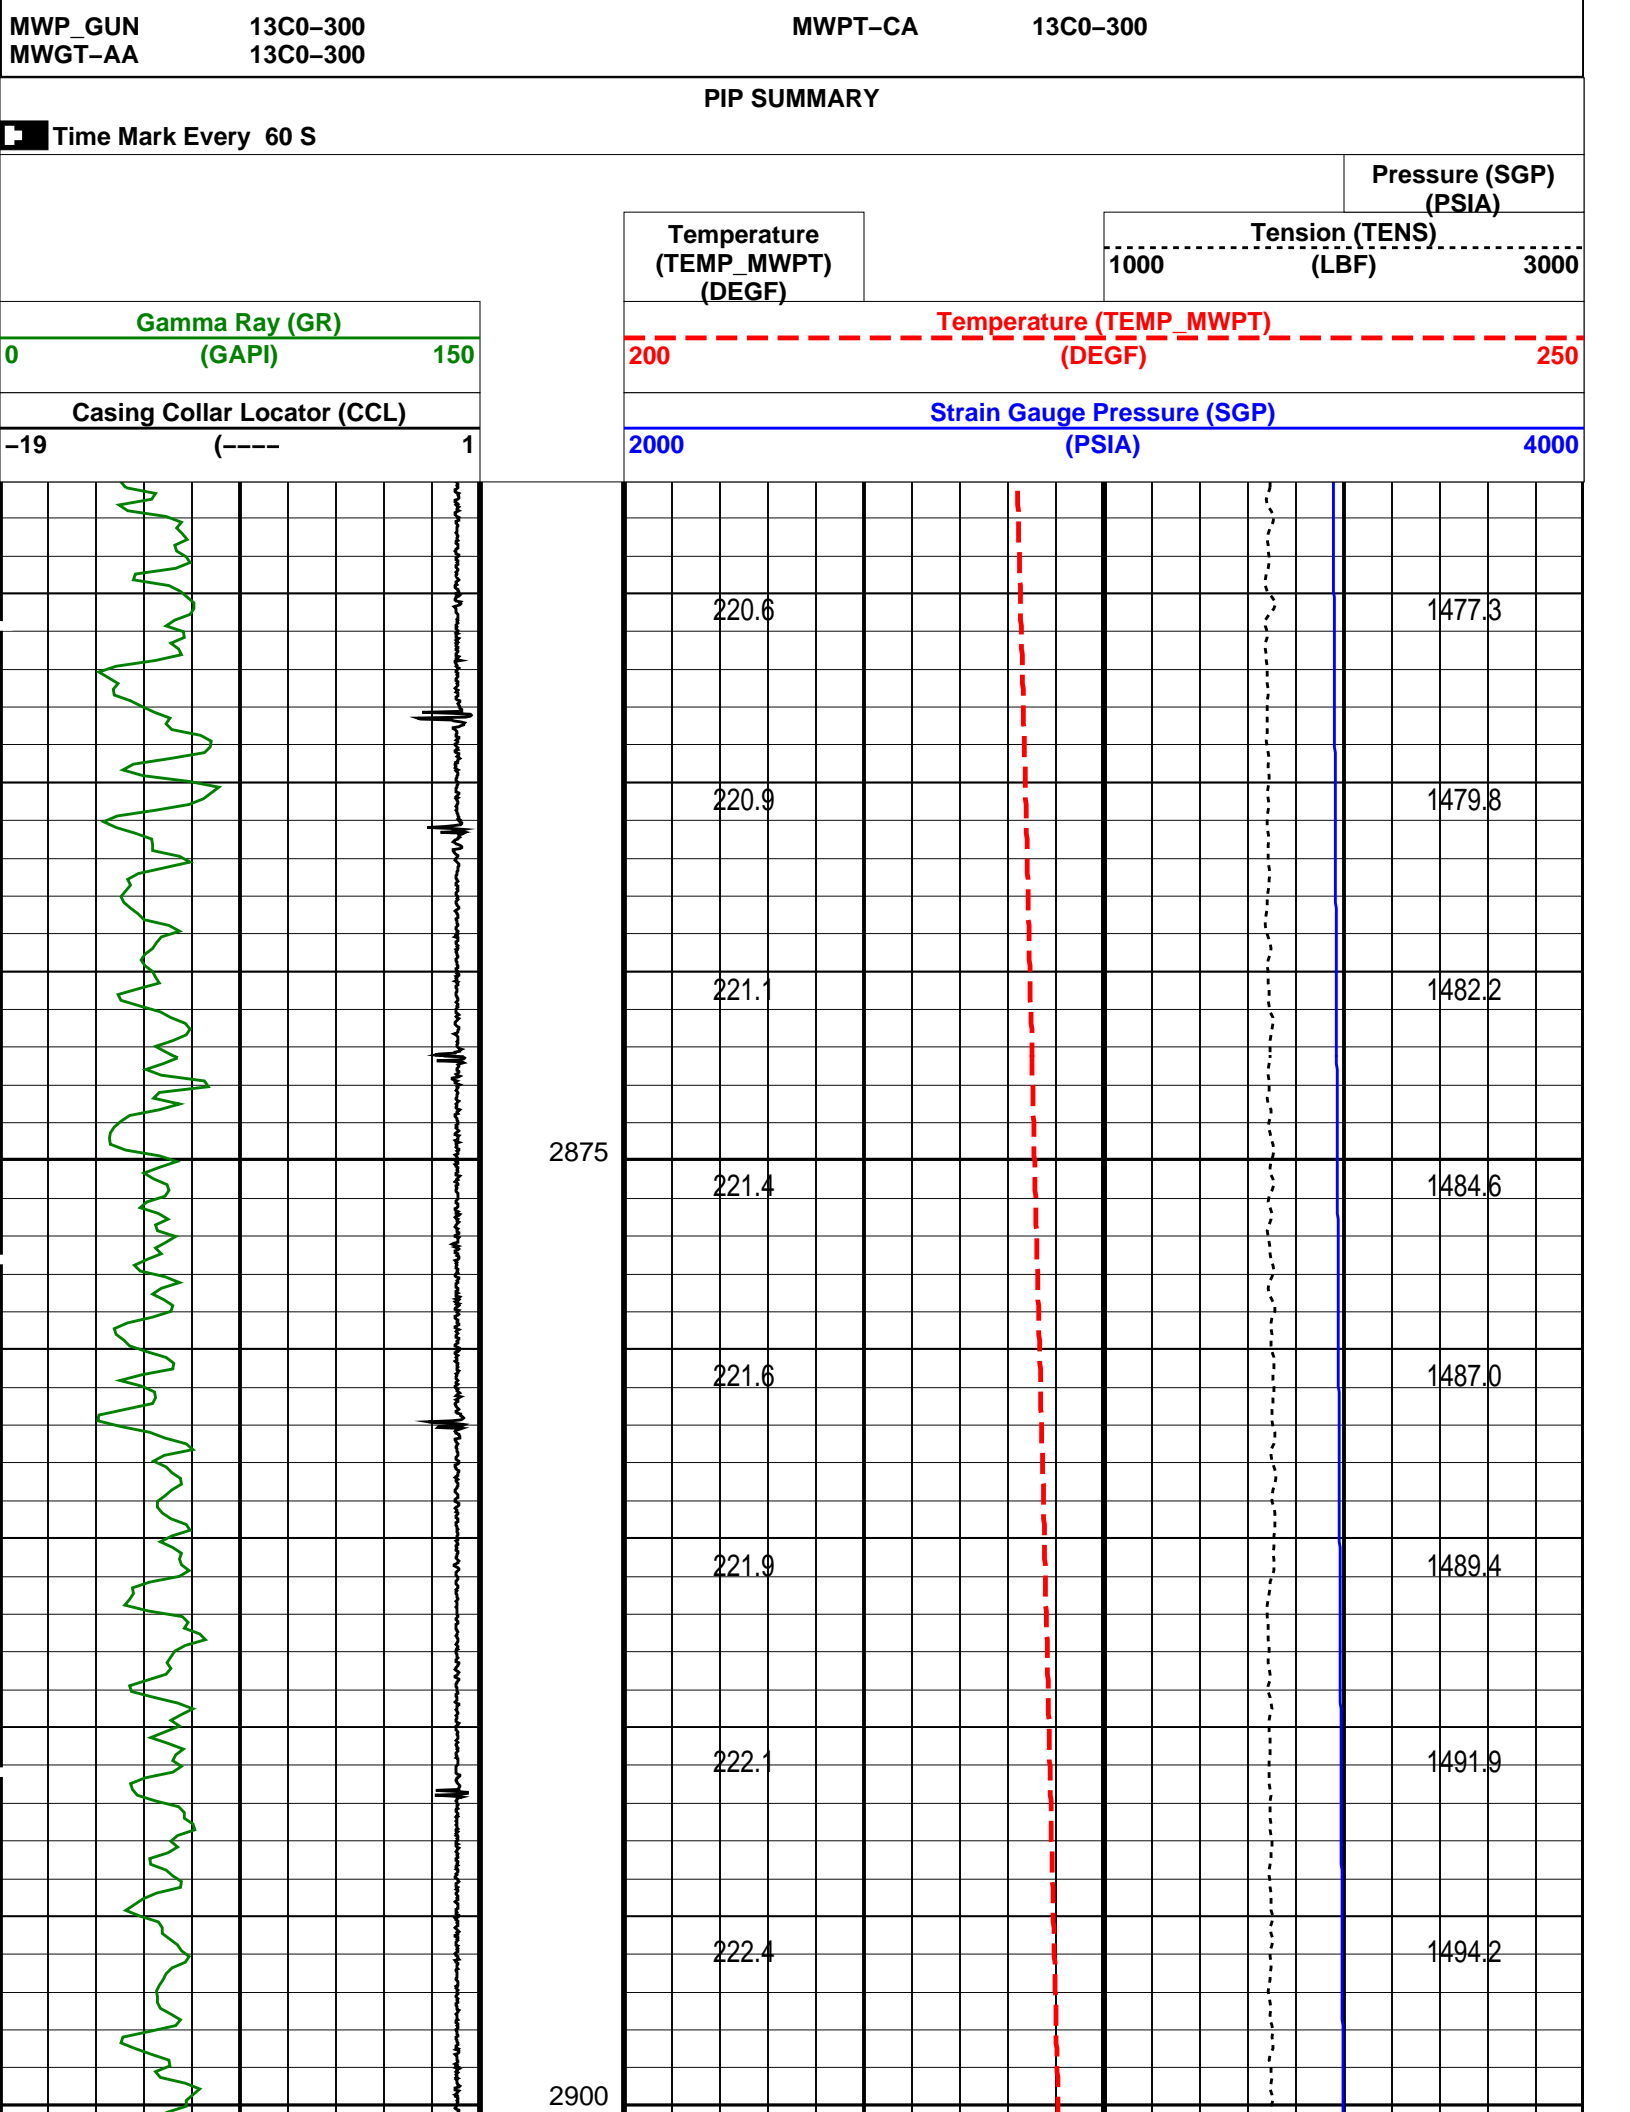 MWP_GUN 13C0–300 MWPT–CA 13C0–300
MWGT–AA 13C0–300
PIP SUMMARY
Time Mark Every 60 S
Pressure (SGP)
(PSIA)
Temperature
(TEMP_MWPT)
(DEGF)
Tension (TENS)
1000 (LBF) 3000
Gamma Ray (GR)
0 (GAPI) 150
Temperature (TEMP_MWPT)
200 (DEGF) 250
Casing Collar Locator (CCL)
–19 (–––– 1
Strain Gauge Pressure (SGP)
2000 (PSIA) 4000
220.6 1477.3
220.9 1479.8
221.1 1482.2
2875
221.4 1484.6
221.6 1487.0
221.9 1489.4
222.1 1491.9
222.4 1494.2
2900